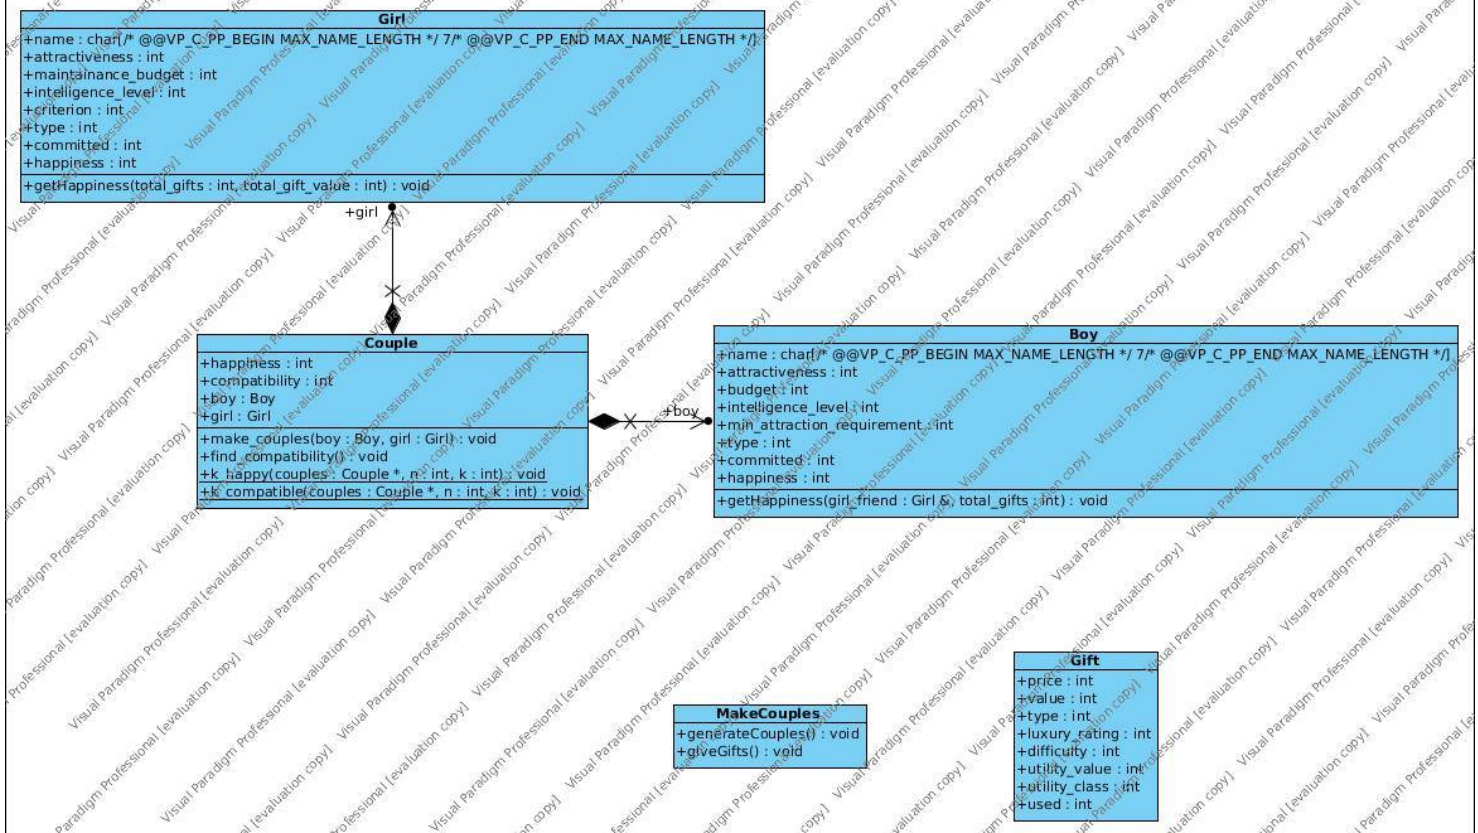 Girl
+name : char[/* @@VP_C_PP_BEGIN MAX_NAME_LENGTH */ 7/* @@VP_C_PP_END MAX_NAME_LENGTH */]
+attractiveness : int
+maintainance_budget : int
+intelligence_level : int
+criterion : int
+type : int
+committed : int
+happiness : int
+getHappiness(total_gifts : int, total_gift_value : int) : void
+girl
Couple
+happiness : int
+compatibility : int
+boy : Boy
+girl : Girl
+make_couples(boy : Boy, girl : Girl) : void
+find_compatibility() : void
+k_happy(couples : Couple *, n : int, k : int) : void
+k_compatible(couples : Couple *, n : int, k : int) : void
+boy
Boy
+name : char[/* @@VP_C_PP_BEGIN MAX_NAME_LENGTH */ 7/* @@VP_C_PP_END MAX_NAME_LENGTH */]
+attractiveness : int
+budget : int
+intelligence_level : int
+min_attraction_requirement : int
+type : int
+committed : int
+happiness : int
+getHappiness(girl_friend : Girl &, total_gifts : int) : void
MakeCouples
+generateCouples() : void
+giveGifts() : void
Gift
+price : int
+value : int
+type : int
+luxury_rating : int
+difficulty : int
+utility_value : int
+utility_class : int
+used : int
Visual Paradigm Professional [evaluation copy]